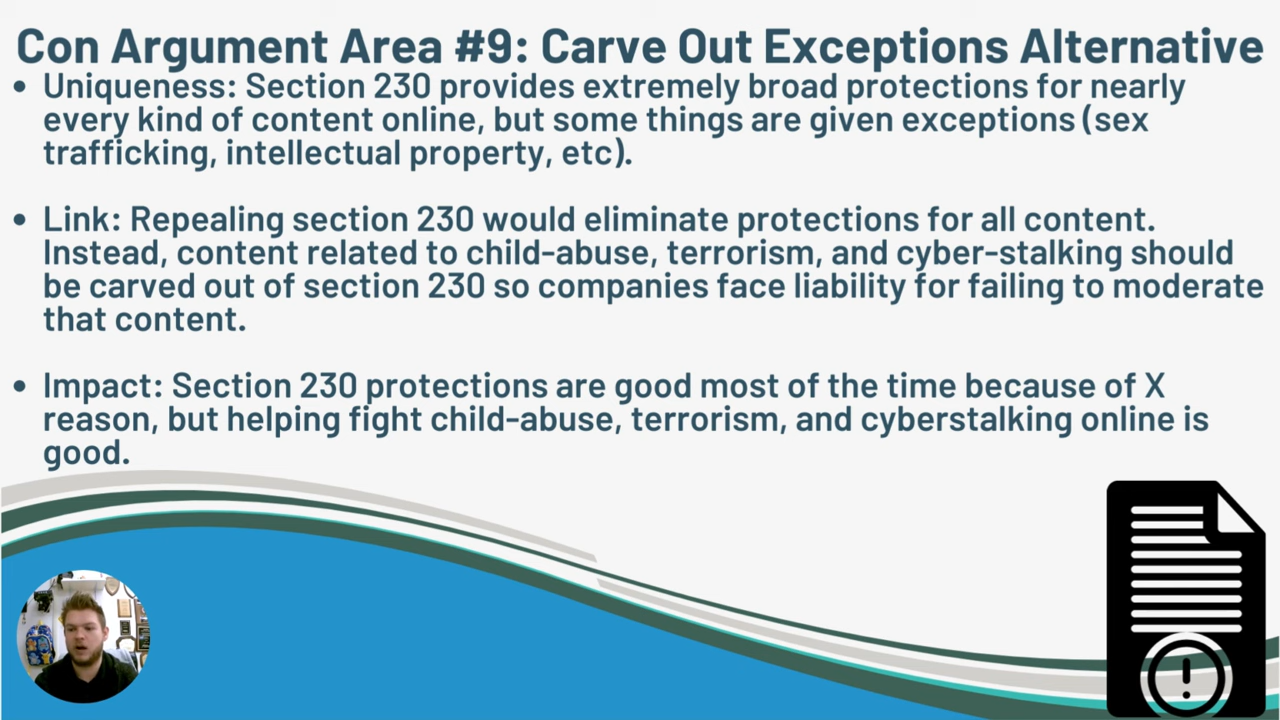 Con Argument Area #9: Carve Out Exceptions Alternative
• Uniqueness: Section 230 provides extremely broad protections for nearly
every kind of content online, but some things are given exceptions (sex
trafficking, intellectual property, etc).
• Link: Repealing section 230 would eliminate protections for all content.
Instead, content related to child-abuse, terrorism, and cyber-stalking should
be carved out of section 230 so companies face liability for failing to moderate
that content.
• Impact: Section 230 protections are good most of the time because of X
reason, but helping fight child-abuse, terrorism, and cyberstalking online is
good.